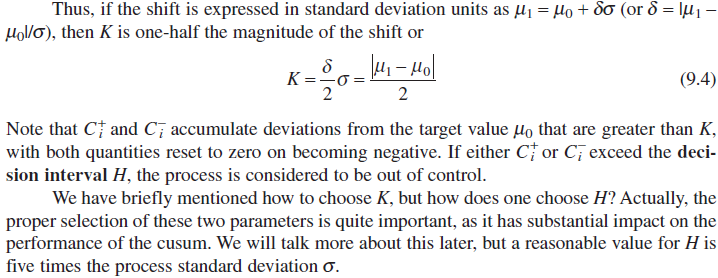 Thus, if the shift is expressed in standard deviation units as μ₁ = μ₀ + δσ (or δ = |μ₁ −
μ₀|/σ), then K is one-half the magnitude of the shift or
K = δ/2 σ = |μ₁ − μ₀|/2 (9.4)
Note that Cᵢ⁺ and Cᵢ⁻ accumulate deviations from the target value μ₀ that are greater than K,
with both quantities reset to zero on becoming negative. If either Cᵢ⁺ or Cᵢ⁻ exceed the deci-
sion interval H, the process is considered to be out of control.
We have briefly mentioned how to choose K, but how does one choose H? Actually, the
proper selection of these two parameters is quite important, as it has substantial impact on the
performance of the cusum. We will talk more about this later, but a reasonable value for H is
five times the process standard deviation σ.